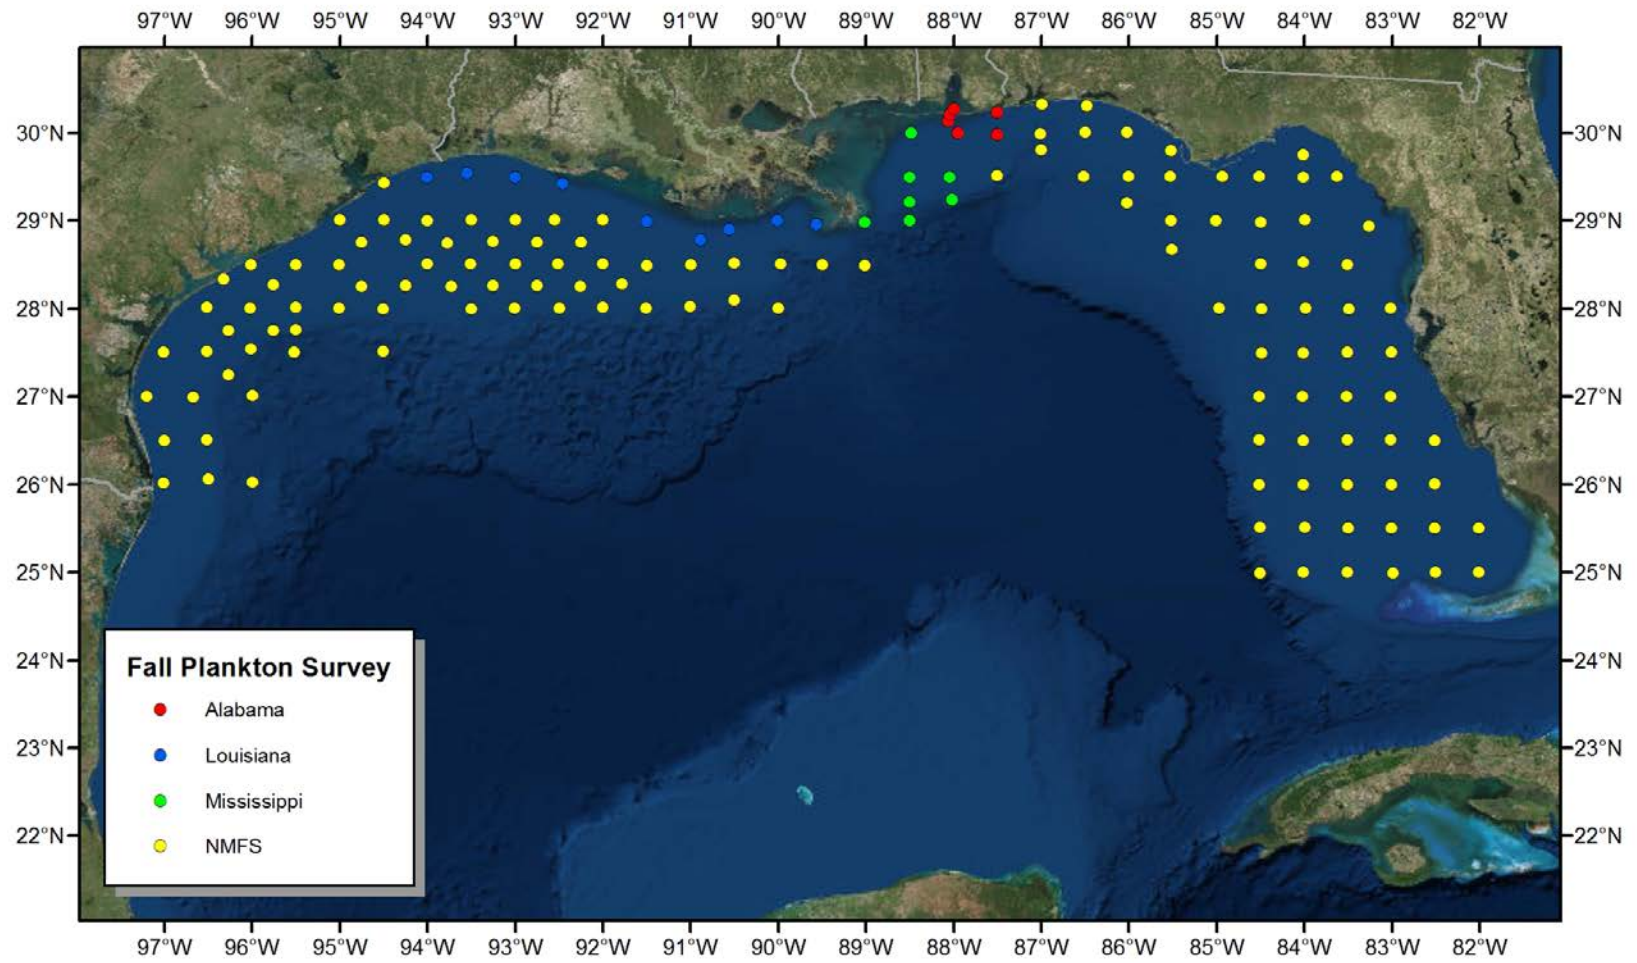 97°W 96°W 95°W 94°W 93°W 92°W 91°W 90°W 89°W 88°W 87°W 86°W 85°W 84°W 83°W 82°W
30°N 30°N
29°N 29°N
28°N 28°N
27°N 27°N
26°N 26°N
25°N 25°N
24°N 24°N
23°N 23°N
22°N 22°N
Fall Plankton Survey
Alabama
Louisiana
Mississippi
NMFS
97°W 96°W 95°W 94°W 93°W 92°W 91°W 90°W 89°W 88°W 87°W 86°W 85°W 84°W 83°W 82°W